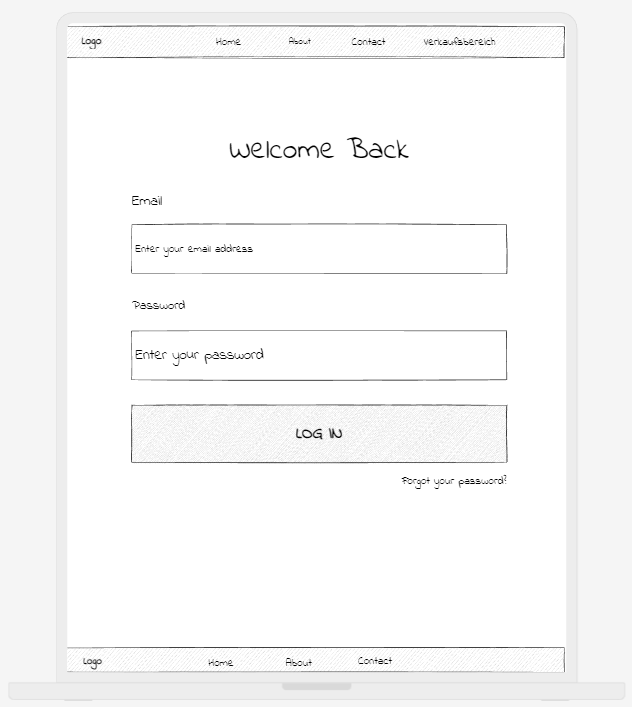 Logo Home About Contact Verkaufsbereich
Welcome Back
Email
Enter your email address
Password
Enter your password
LOG IN
Forgot your password?
Logo Home About Contact